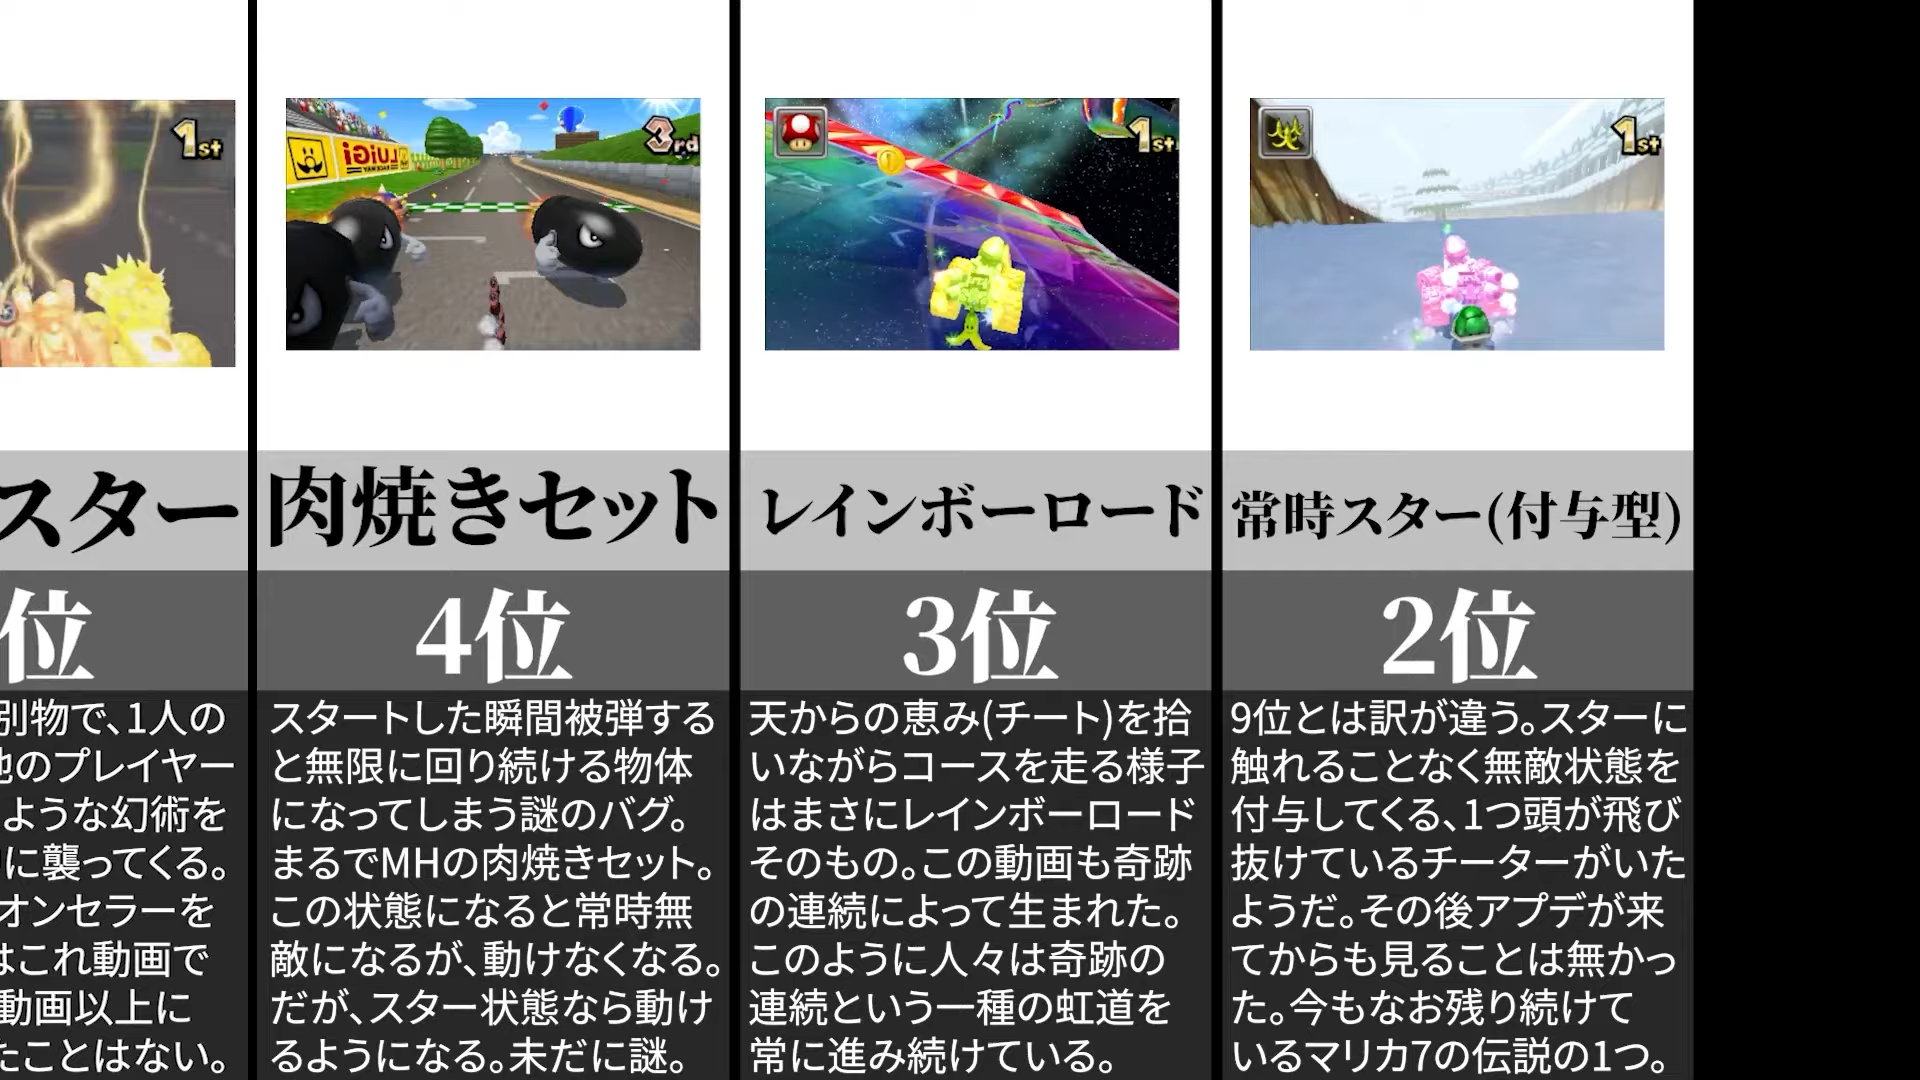 1st
スター
位
別物で、1人の
他のプレイヤー
ような幻術を
に襲ってくる。
オンセラーを
はこれ動画で
動画以上に
たことはない。
LUIGI
3rd
肉焼きセット
4位
スタートした瞬間被弾する
と無限に回り続ける物体
になってしまう謎のバグ。
まるでMHの肉焼きセット。
この状態になると常時無
敵になるが、動けなくなる。
だが、スター状態なら動け
るようになる。未だに謎。
1st
レインボーロード
3位
天からの恵み(チート)を拾
いながらコースを走る様子
はまさにレインボーロード
そのもの。この動画も奇跡
の連続によって生まれた。
このように人々は奇跡の
連続という一種の虹道を
常に進み続けている。
1st
常時スター(付与型)
2位
9位とは訳が違う。スターに
触れることなく無敵状態を
付与してくる、1つ頭が飛び
抜けているチーターがいた
ようだ。その後アプデが来
てからも見ることは無かっ
た。今もなお残り続けて
いるマリカ7の伝説の1つ。